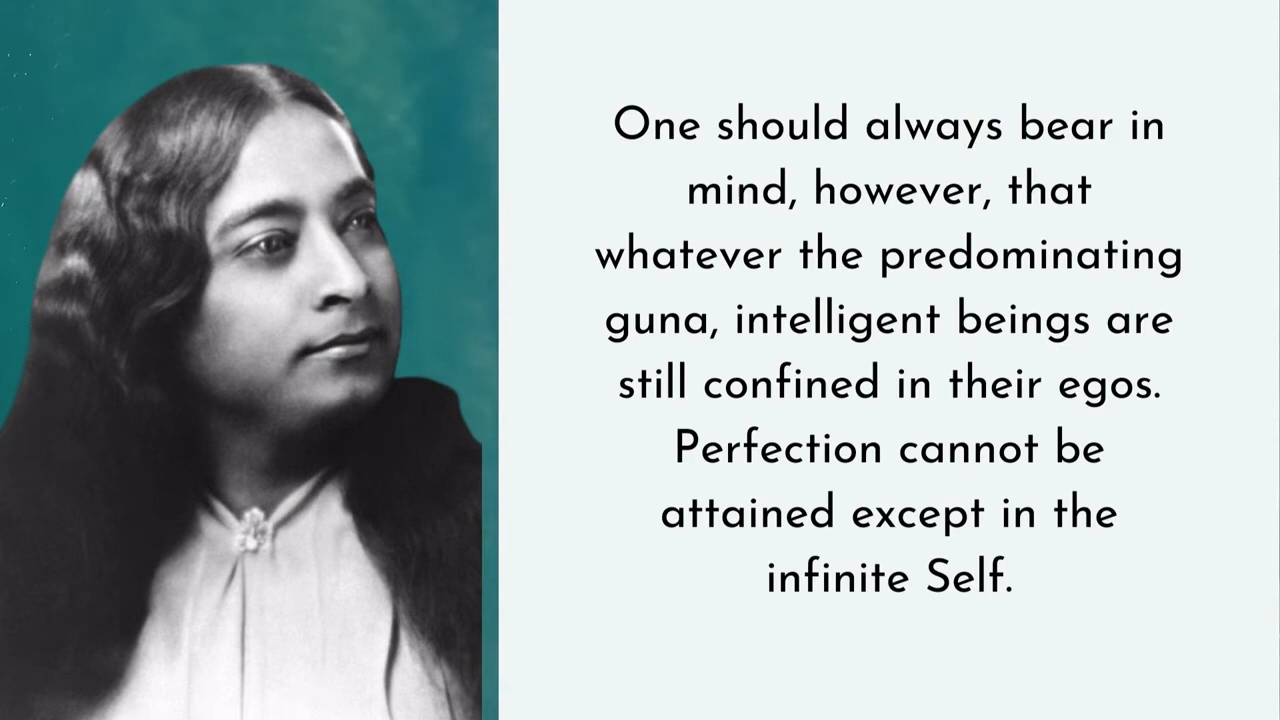 One should always bear in
mind, however, that
whatever the predominating
guna, intelligent beings are
still confined in their egos.
Perfection cannot be
attained except in the
infinite Self.